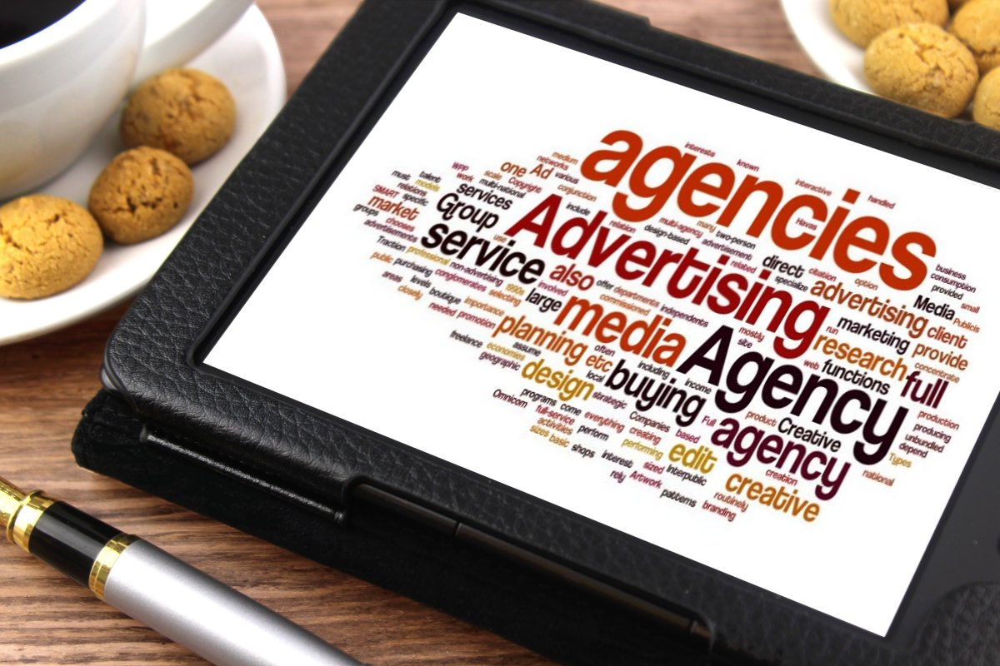 interests
known
agencies
interactive
handled
medium
networks
one Ad various
wpp
scale Copyright conjunction
must talent work multi-national
models services
relations
SMART specific Group
market
groups chooses
advertisements service
include
Advertising
relation multi-agency many
use design-based two-person
advertisement
Havas
related direct citation
specialize option
advertising
business
consumption
provided
Media small
Publicis
client
Traction professional non-advertising 1990s also offer departments independents
public purchasing conglomerates selecting involved commissioned
areas levels boutique importance large media mostly run marketing provide
closely site research concentrate
needed promotion planning often Agency web functions full
freelance economies assume etc including
geographic design local buying income
Omnicom programs come strategic
full-service everything Companies Full product Creative
activities creating based agency
sizes basic perform
shops performing edit
Interest sized Interpublic creation
rely Artwork creative
patterns routinely
branding
production
producing
unbundled
depend
Types
national